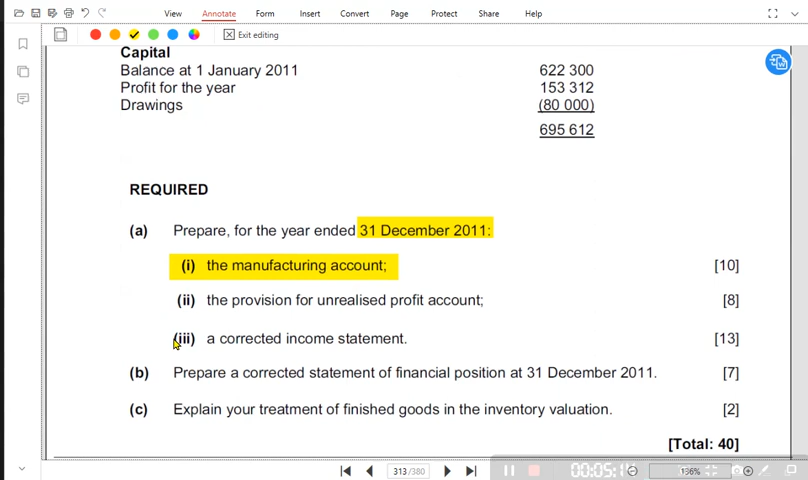 View Annotate Form Insert Convert Page Protect Share Help
Exit editing
Capital
Balance at 1 January 2011 622 300
Profit for the year 153 312
Drawings (80 000)
695 612
REQUIRED
(a) Prepare, for the year ended 31 December 2011:
(i) the manufacturing account; [10]
(ii) the provision for unrealised profit account; [8]
(iii) a corrected income statement. [13]
(b) Prepare a corrected statement of financial position at 31 December 2011. [7]
(c) Explain your treatment of finished goods in the inventory valuation. [2]
[Total: 40]
313/380